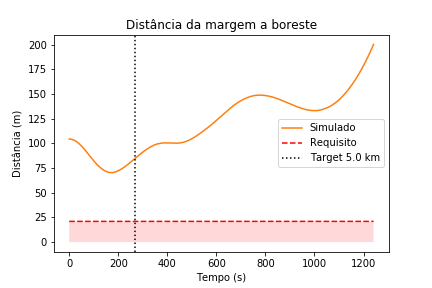 Distância da margem a boreste
200
175
150
125
100
75
50
25
0
Distância (m)
Simulado
Requisito
Target 5.0 km
0 200 400 600 800 1000 1200
Tempo (s)